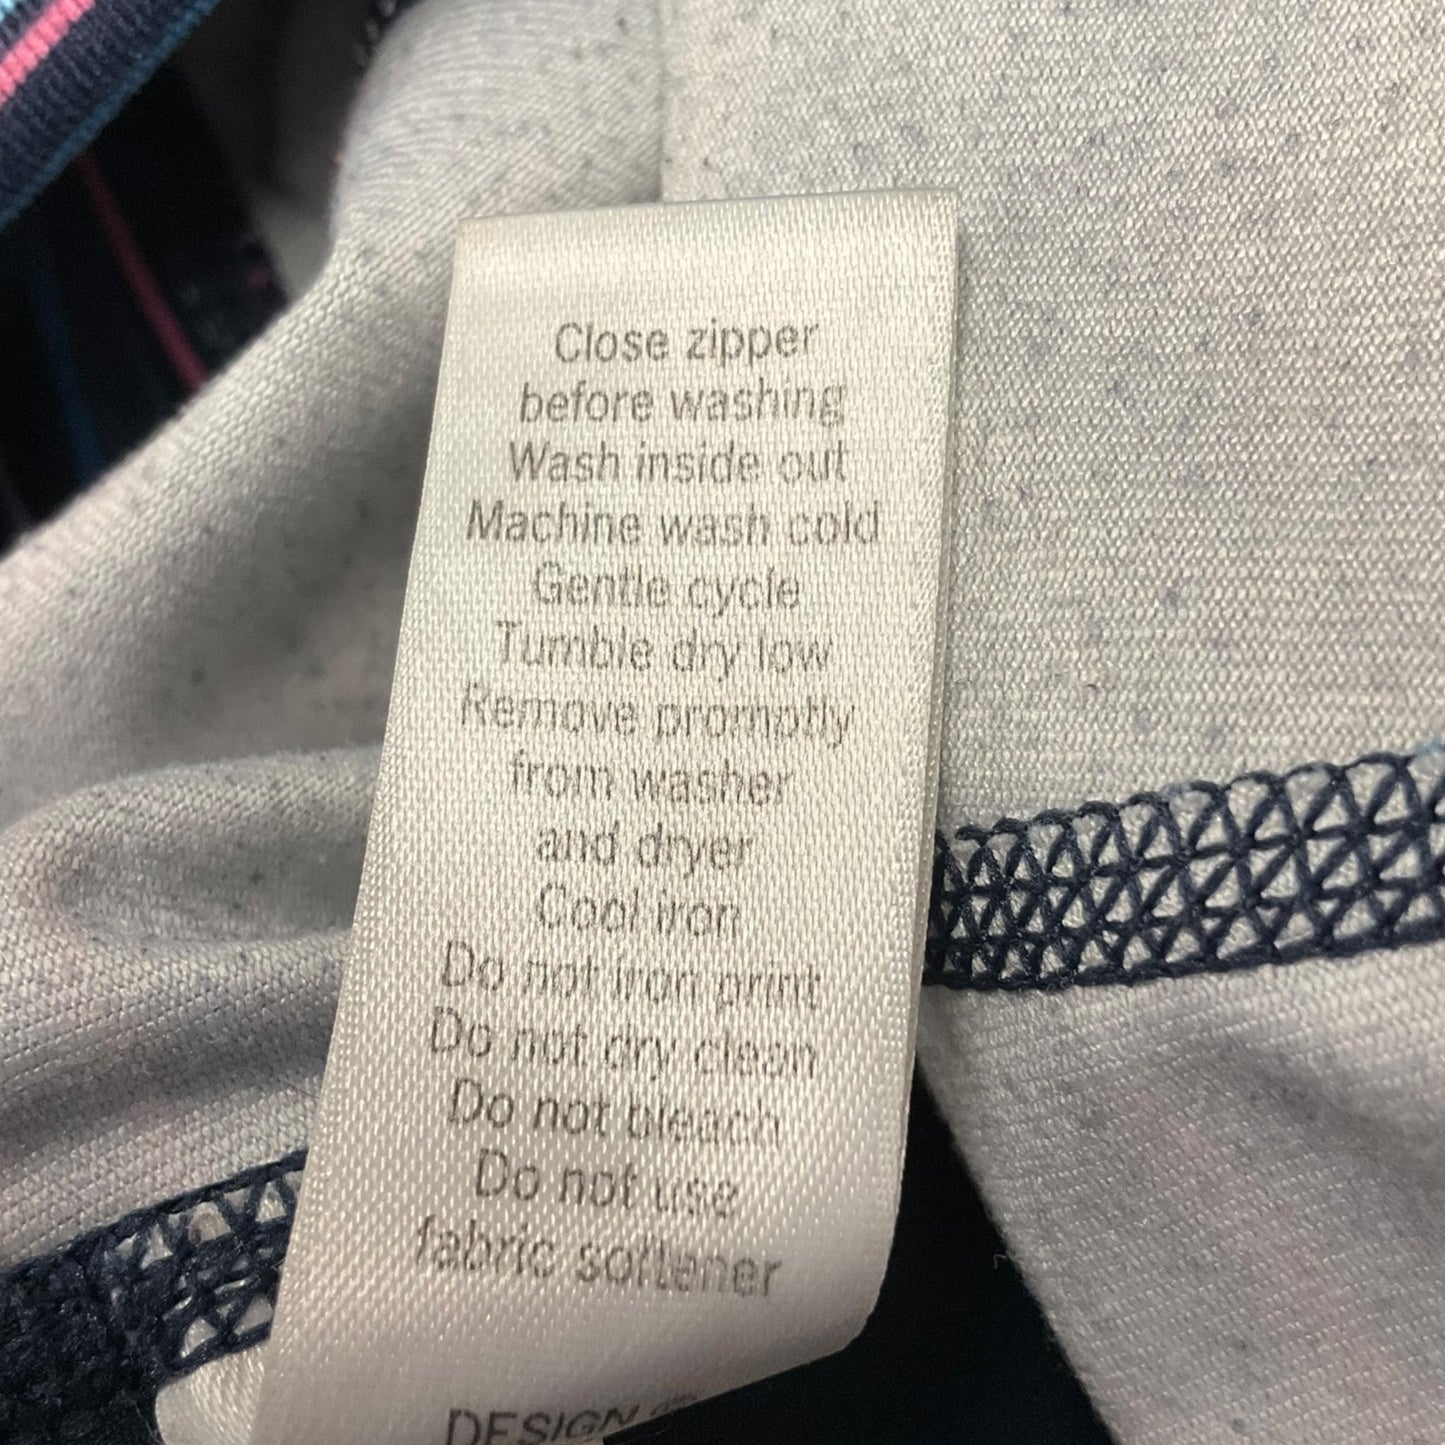 Close zipper
before washing
Wash inside out
Machine wash cold
Gentle cycle
Tumble dry low
Remove promptly
from washer
and dryer
Cool iron
Do not iron print
Do not dry clean
Do not bleach
Do not use
fabric softener
DESIGN